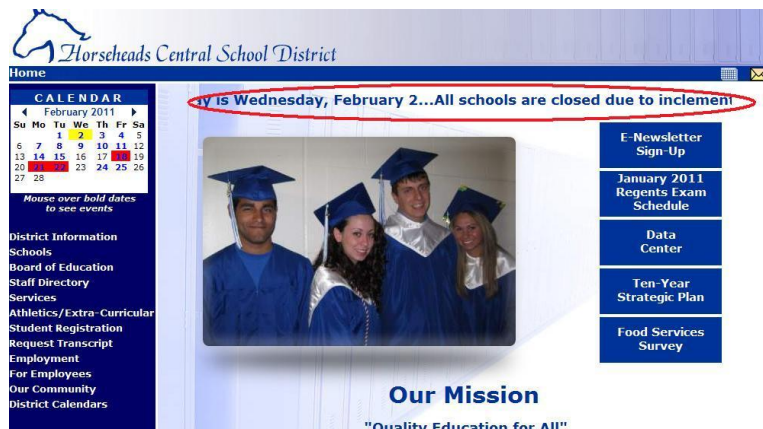 Horseheads Central School District
Home
ay is Wednesday, February 2...All schools are closed due to inclement
CALENDAR
February 2011
Su Mo Tu We Th Fr Sa
1 2 3 4 5
6 7 8 9 10 11 12
13 14 15 16 17 18 19
20 21 22 23 24 25 26
27 28
Mouse over bold dates
to see events
District Information
Schools
Board of Education
Staff Directory
Services
Athletics/Extra-Curricular
Student Registration
Request Transcript
Employment
For Employees
Our Community
District Calendars
E-Newsletter
Sign-Up
January 2011
Regents Exam
Schedule
Data
Center
Ten-Year
Strategic Plan
Food Services
Survey
Our Mission
"Quality Education for All"